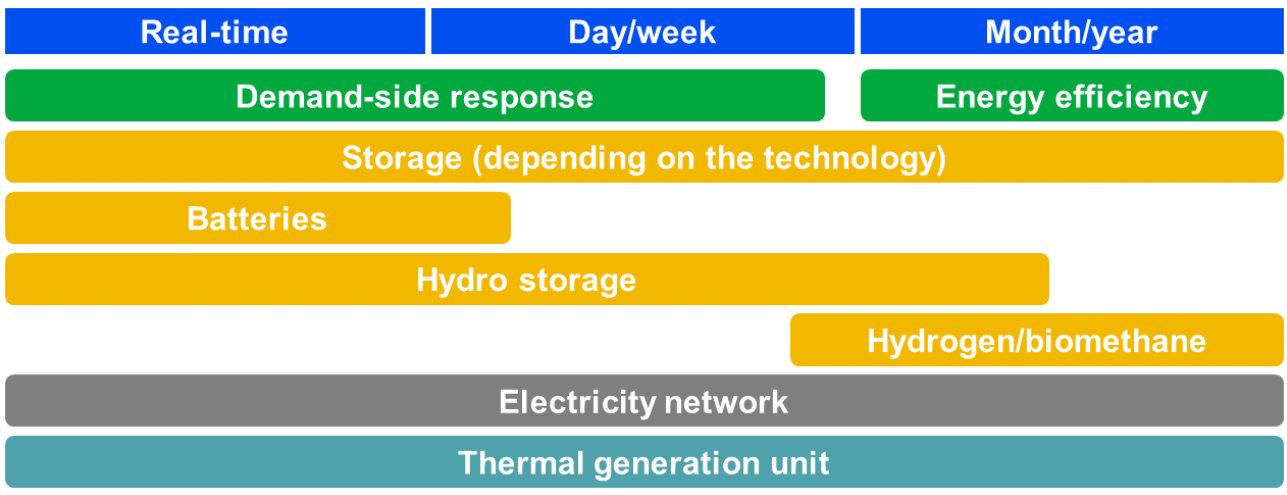 Real-time Day/week Month/year
Demand-side response Energy efficiency
Storage (depending on the technology)
Batteries
Hydro storage
Hydrogen/biomethane
Electricity network
Thermal generation unit